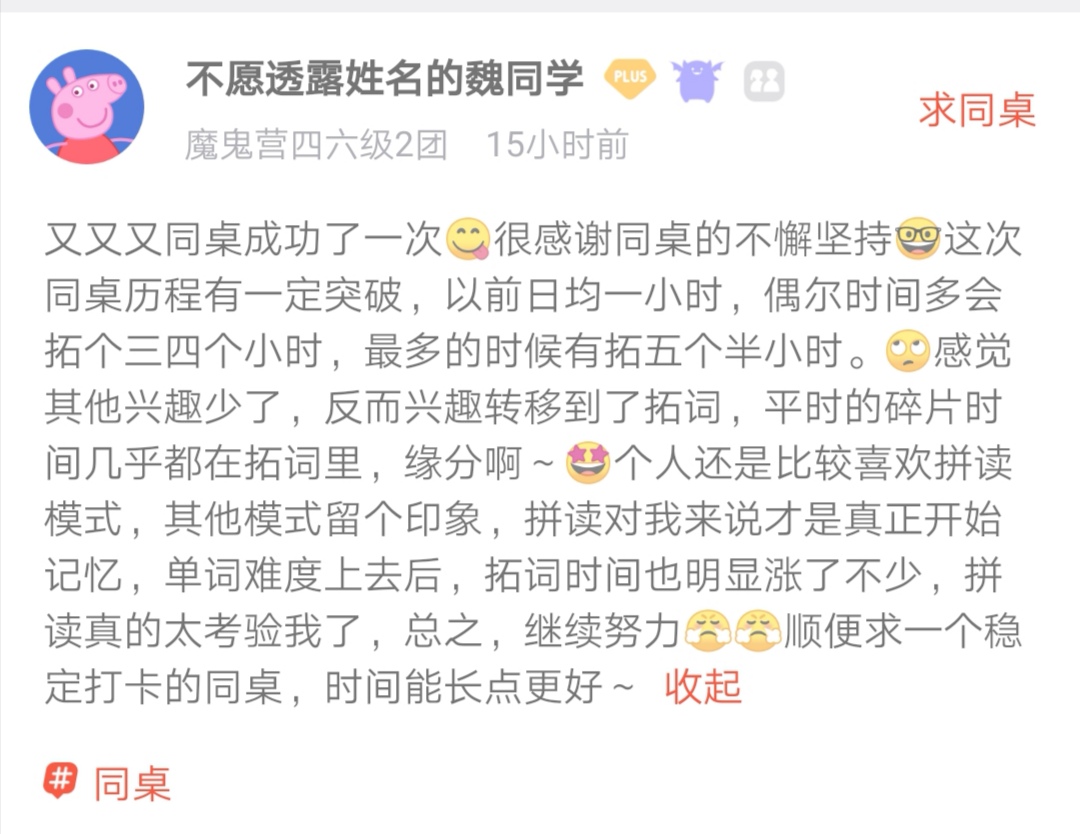 不愿透露姓名的魏同学 PLUS
求同桌
魔鬼营四六级2团 15小时前
又又又同桌成功了一次😋很感谢同桌的不懈坚持🤓这次
同桌历程有一定突破，以前日均一小时，偶尔时间多会
拓个三四个小时，最多的时候有拓五个半小时。🙄感觉
其他兴趣少了，反而兴趣转移到了拓词，平时的碎片时
间几乎都在拓词里，缘分啊~🤩个人还是比较喜欢拼读
模式，其他模式留个印象，拼读对我来说才是真正开始
记忆，单词难度上去后，拓词时间也明显涨了不少，拼
读真的太考验我了，总之，继续努力😤😤顺便求一个稳
定打卡的同桌，时间能长点更好~ 收起
# 同桌